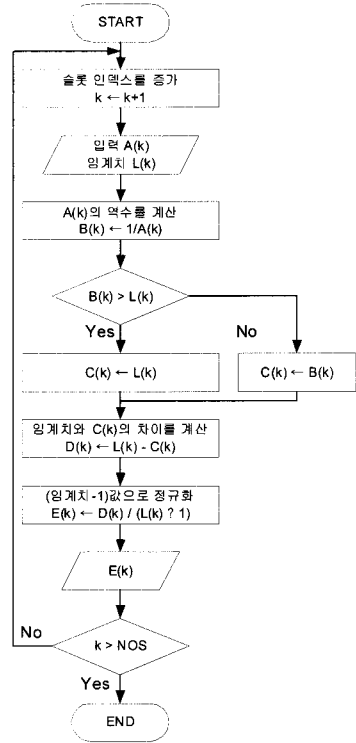 START
슬롯 인덱스를 증가
k ← k+1
입력 A(k)
임계치 L(k)
A(k)의 역수를 계산
B(k) ← 1/A(k)
B(k) > L(k)
Yes
No
C(k) ← L(k)
C(k) ← B(k)
임계치와 C(k)의 차이를 계산
D(k) ← L(k) - C(k)
(임계치-1)값으로 정규화
E(k) ← D(k) / (L(k) ? 1)
E(k)
No
k > NOS
Yes
END